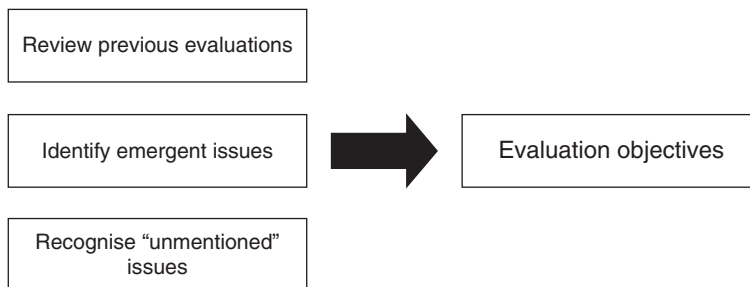 Review previous evaluations
Identify emergent issues
Evaluation objectives
Recognise “unmentioned”
issues